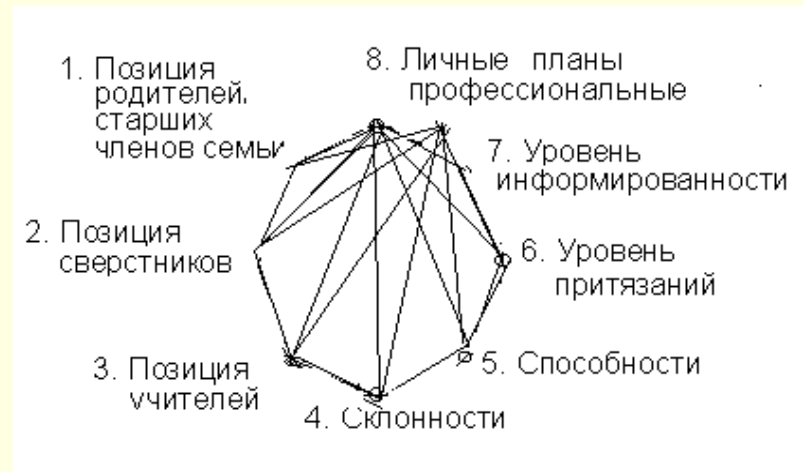 1. Позиция
родителей,
старших
членов семьи
8. Личные планы
профессиональные
7. Уровень
информированности
2. Позиция
сверстников
6. Уровень
притязаний
3. Позиция
учителей
5. Способности
4. Склонности